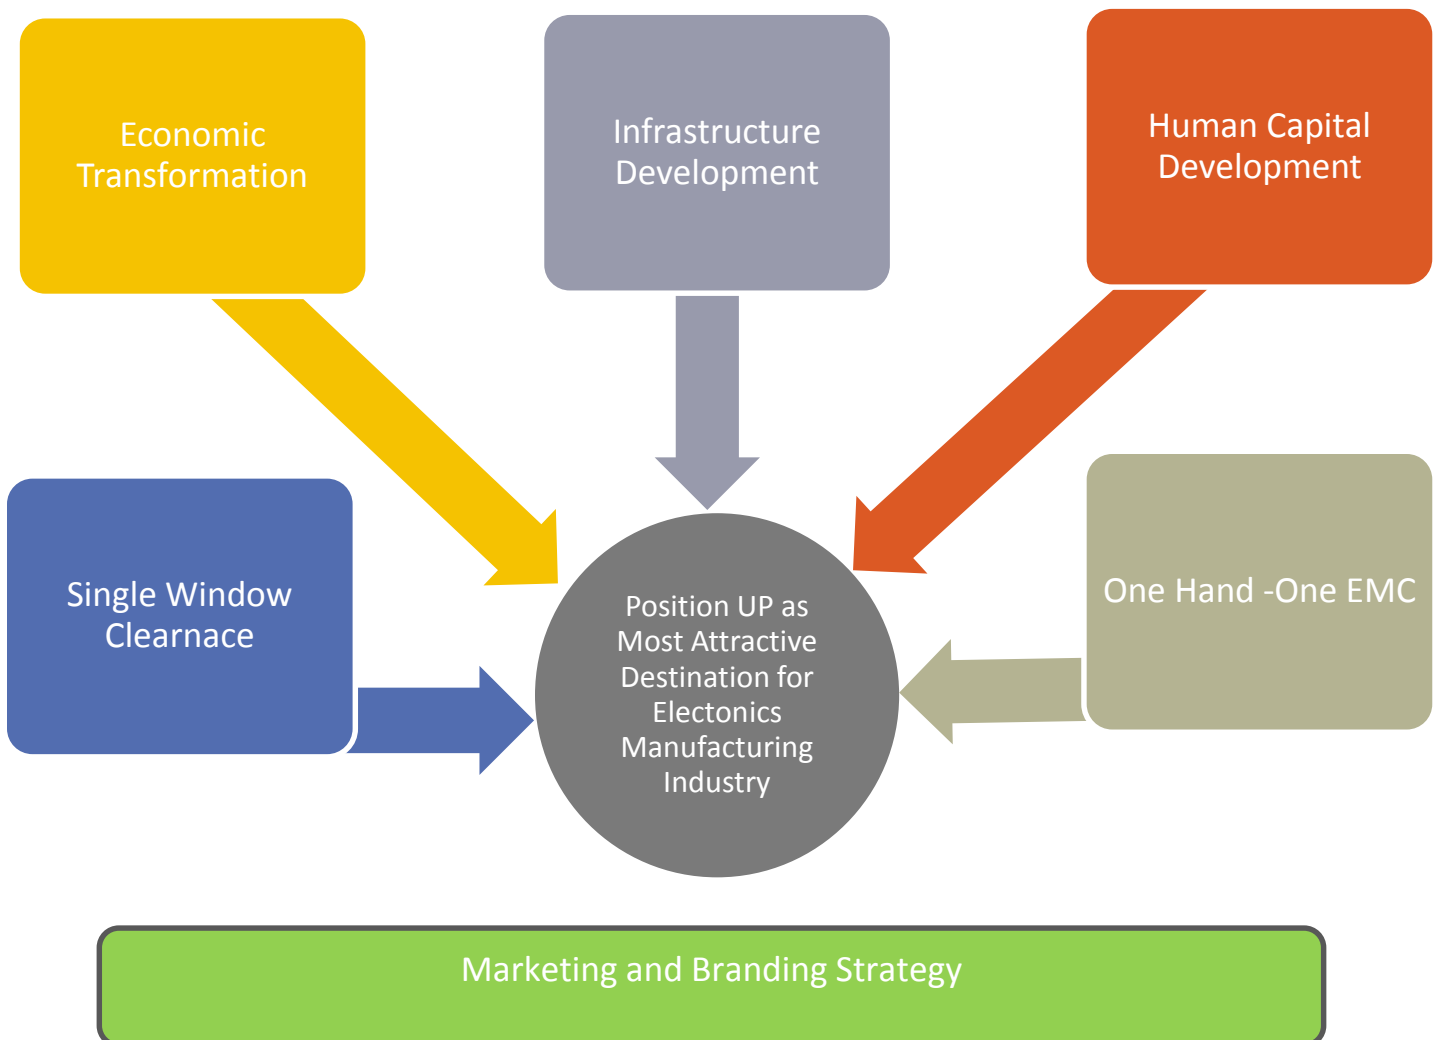 Economic
Transformation
Infrastructure
Development
Human Capital
Development
Single Window
Clearnace
One Hand -One EMC
Position UP as
Most Attractive
Destination for
Electonics
Manufacturing
Industry
Marketing and Branding Strategy